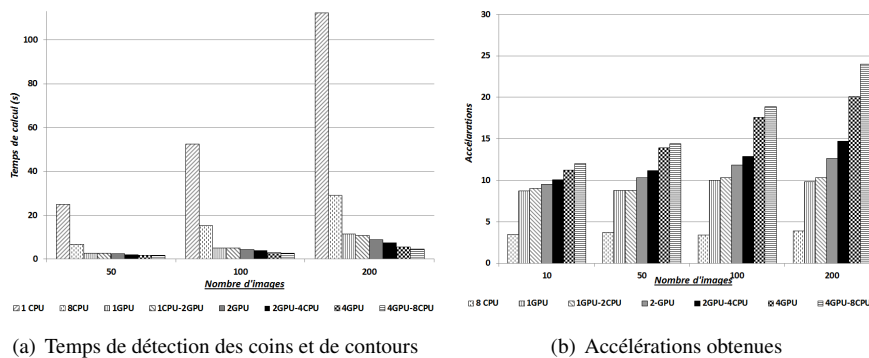 Temps de calcul (s)
100
80
60
40
20
0
50
100
200
Nombre d'images
1 CPU
8CPU
1GPU
1CPU-2GPU
2GPU
2GPU-4CPU
4GPU
4GPU-8CPU
(a) Temps de détection des coins et de contours
Accélarations
30
25
20
15
10
5
0
10
50
100
200
Nombre d'images
8 CPU
1GPU
1GPU-2CPU
2-GPU
2GPU-4CPU
4GPU
4GPU-8CPU
(b) Accélérations obtenues